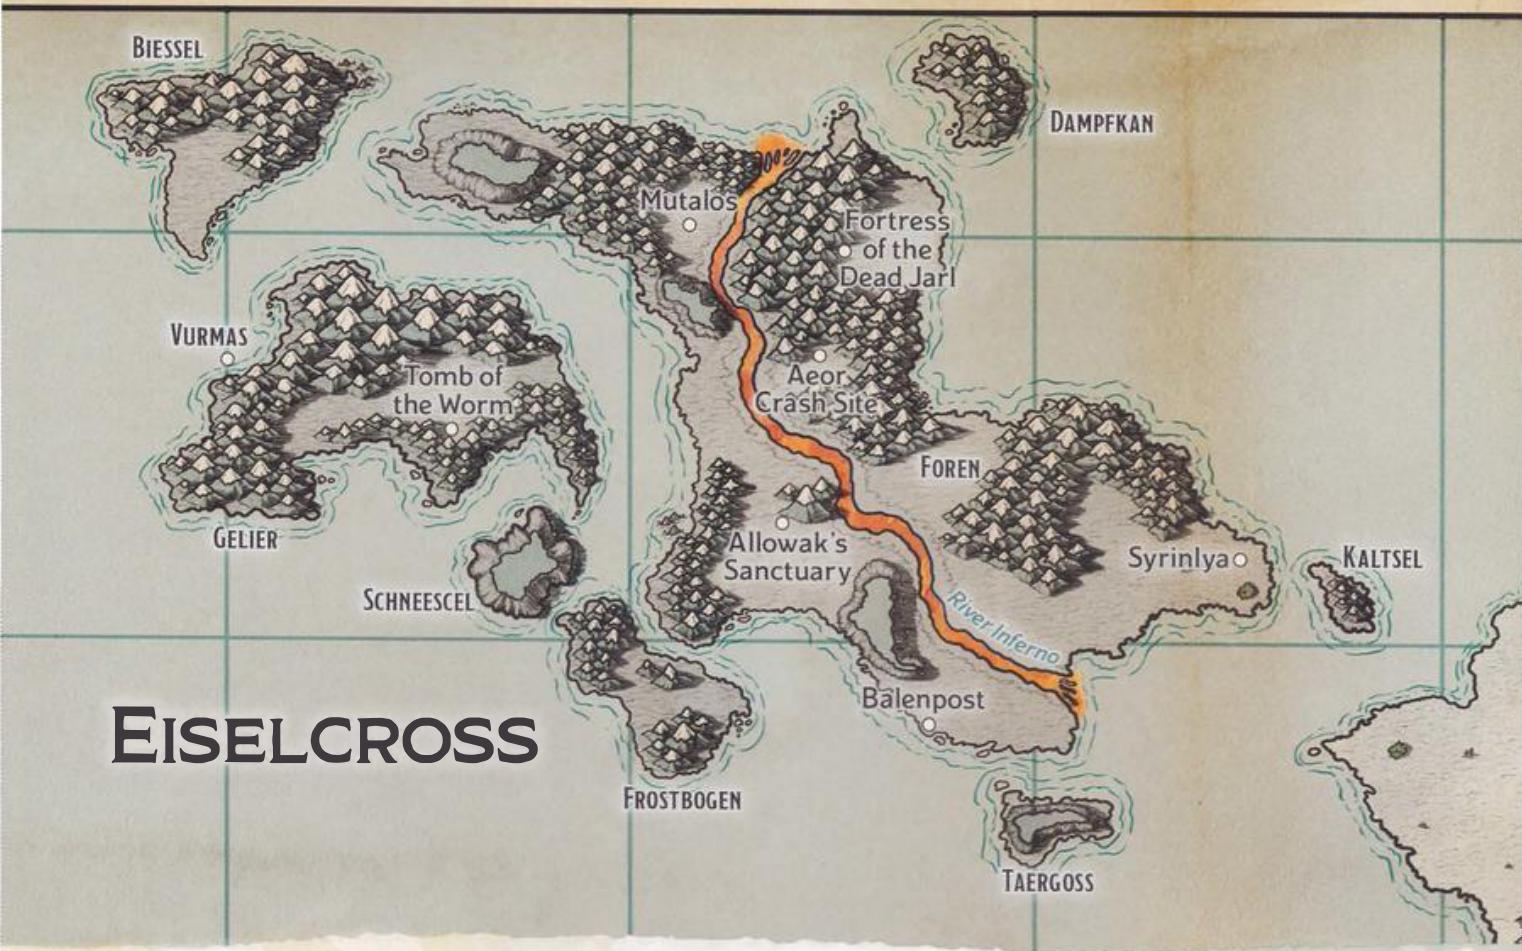 BIESSEL
DAMPFKAN
Mutalos
Fortress
of the
Dead Jarl
VURMAS
Tomb of
the Worm
Aeor
Crash Site
FOREN
GELIER
Allowak's
Sanctuary
Syrinlya
KALTSEL
SCHNEESCEL
River Inferno
Balenpost
EISELCROSS
FROSTBOGEN
TAERGOSS